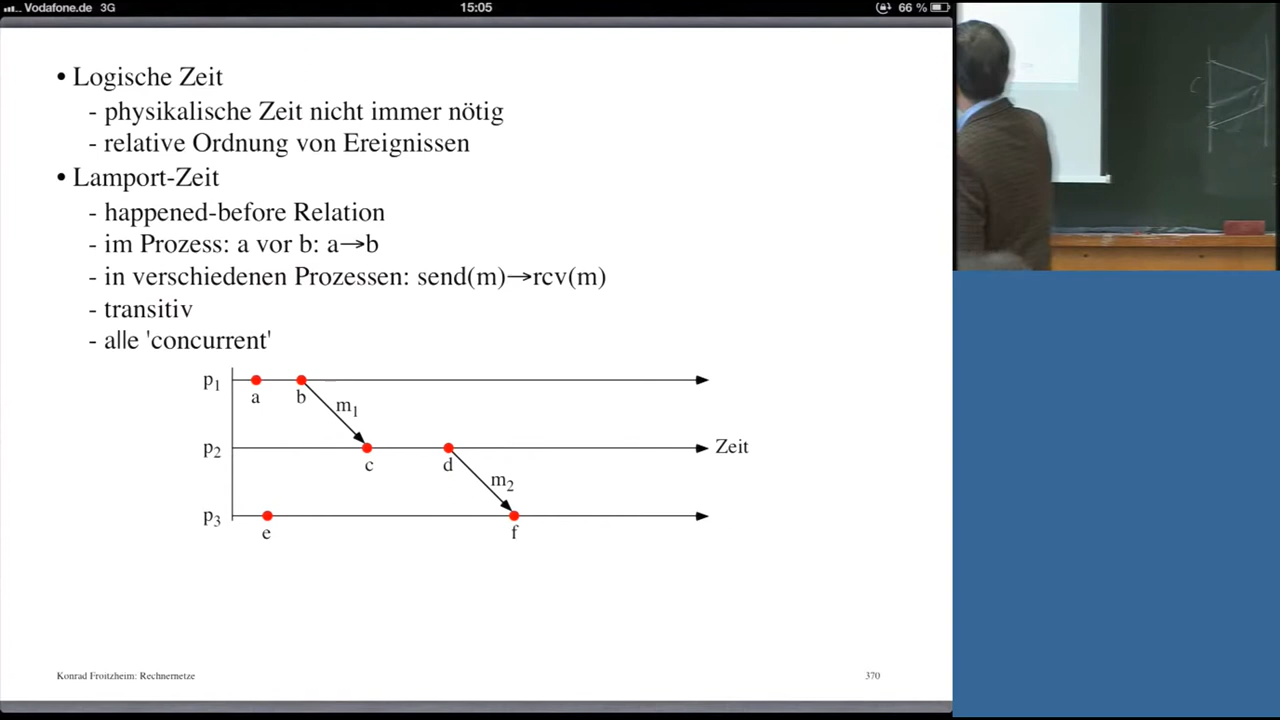 Vodafone.de 3G 15:05 66 %
• Logische Zeit
- physikalische Zeit nicht immer nötig
- relative Ordnung von Ereignissen
• Lamport-Zeit
- happened-before Relation
- im Prozess: a vor b: a→b
- in verschiedenen Prozessen: send(m)→rcv(m)
- transitiv
- alle 'concurrent'
p1
a b m1
p2 Zeit
c d m2
p3
e f
Konrad Froitzheim: Rechnernetze 370